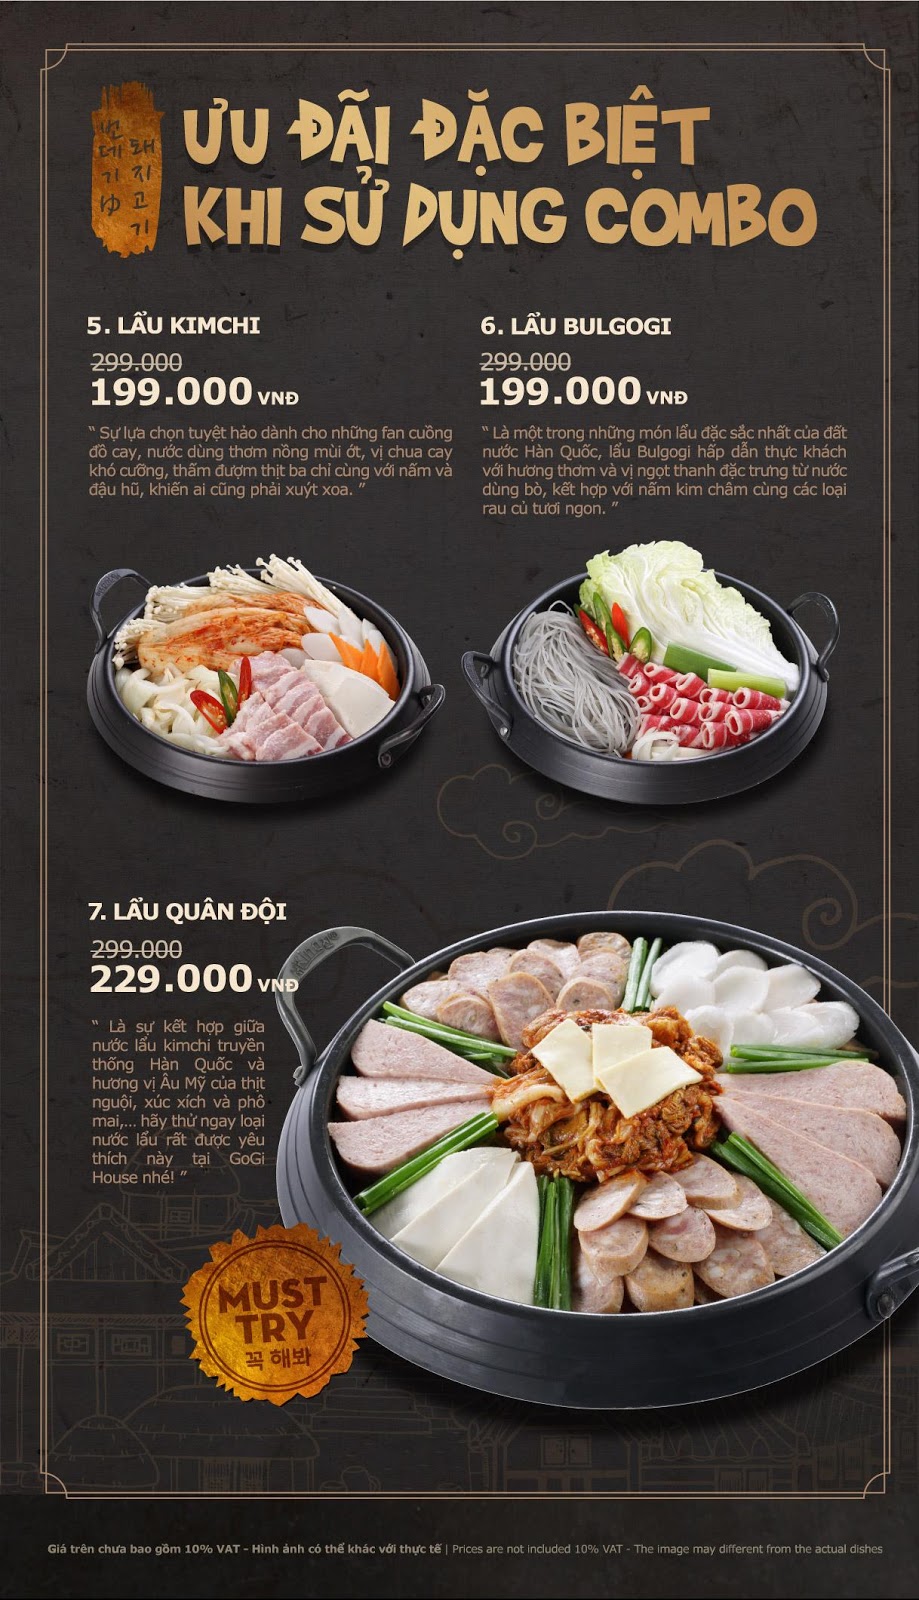 번데기ゆ
돼지고기
ƯU ĐÃI ĐẶC BIỆT
KHI SỬ DỤNG COMBO
5. LẨU KIMCHI
299.000
199.000 VNĐ
“ Sự lựa chọn tuyệt hảo dành cho những fan cuồng
đồ cay, nước dùng thơm nồng mùi ớt, vị chua cay
khó cưỡng, thấm đượm thịt ba chỉ cùng với nấm và
đậu hũ, khiến ai cũng phải xuýt xoa. ”
6. LẨU BULGOGI
299.000
199.000 VNĐ
“ Là một trong những món lẩu đặc sắc nhất của đất
nước Hàn Quốc, lẩu Bulgogi hấp dẫn thực khách
với hương thơm và vị ngọt thanh đặc trưng từ nước
dùng bò, kết hợp với nấm kim châm cùng các loại
rau củ tươi ngon. ”
7. LẨU QUÂN ĐỘI
299.000
229.000 VNĐ
“ Là sự kết hợp giữa
nước lẩu kimchi truyền
thống Hàn Quốc và
hương vị Âu Mỹ của thịt
nguội, xúc xích và phô
mai,... hãy thử ngay loại
nước lẩu rất được yêu
thích này tại GoGi
House nhé! ”
MUST
TRY
꼭 해봐
Giá trên chưa bao gồm 10% VAT - Hình ảnh có thể khác với thực tế | Prices are not included 10% VAT - The image may different from the actual dishes